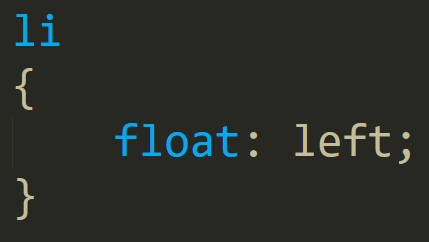 li
{
    float: left;
}